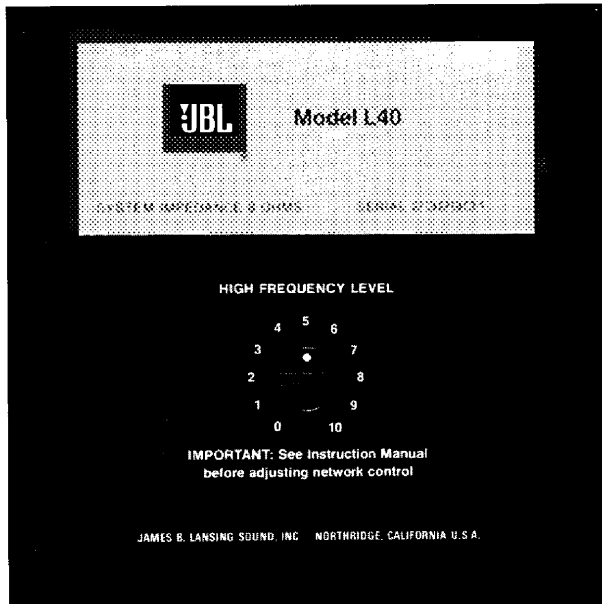 JBL Model L40
SYSTEM IMPEDANCE 8 OHMS SERIAL
HIGH FREQUENCY LEVEL
5
4 6
3 7
2 8
1 9
0 10
IMPORTANT: See Instruction Manual
before adjusting network control
JAMES B. LANSING SOUND, INC NORTHRIDGE, CALIFORNIA U.S.A.